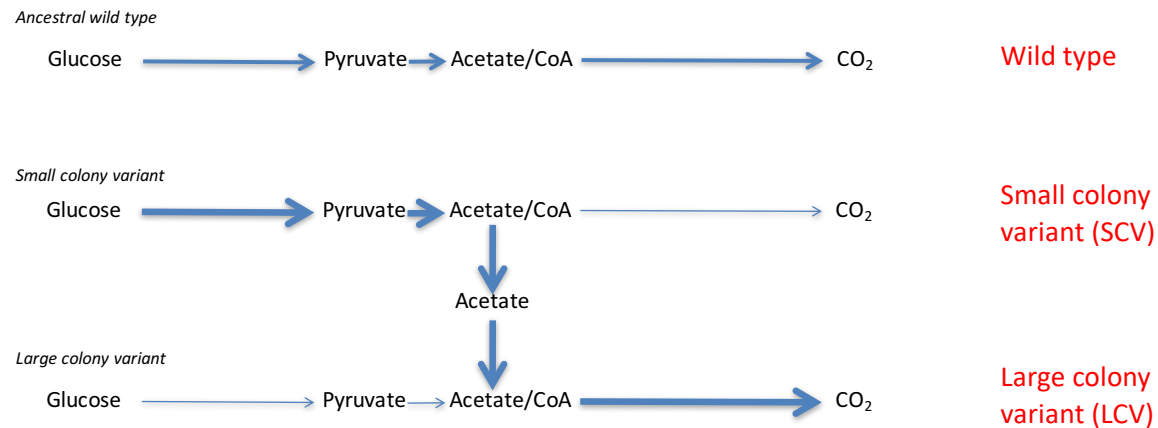 Ancestral wild type
Glucose Pyruvate Acetate/CoA CO₂ Wild type
Small colony variant
Glucose Pyruvate Acetate/CoA CO₂ Small colony
variant (SCV)
Acetate
Large colony variant
Glucose Pyruvate Acetate/CoA CO₂ Large colony
variant (LCV)